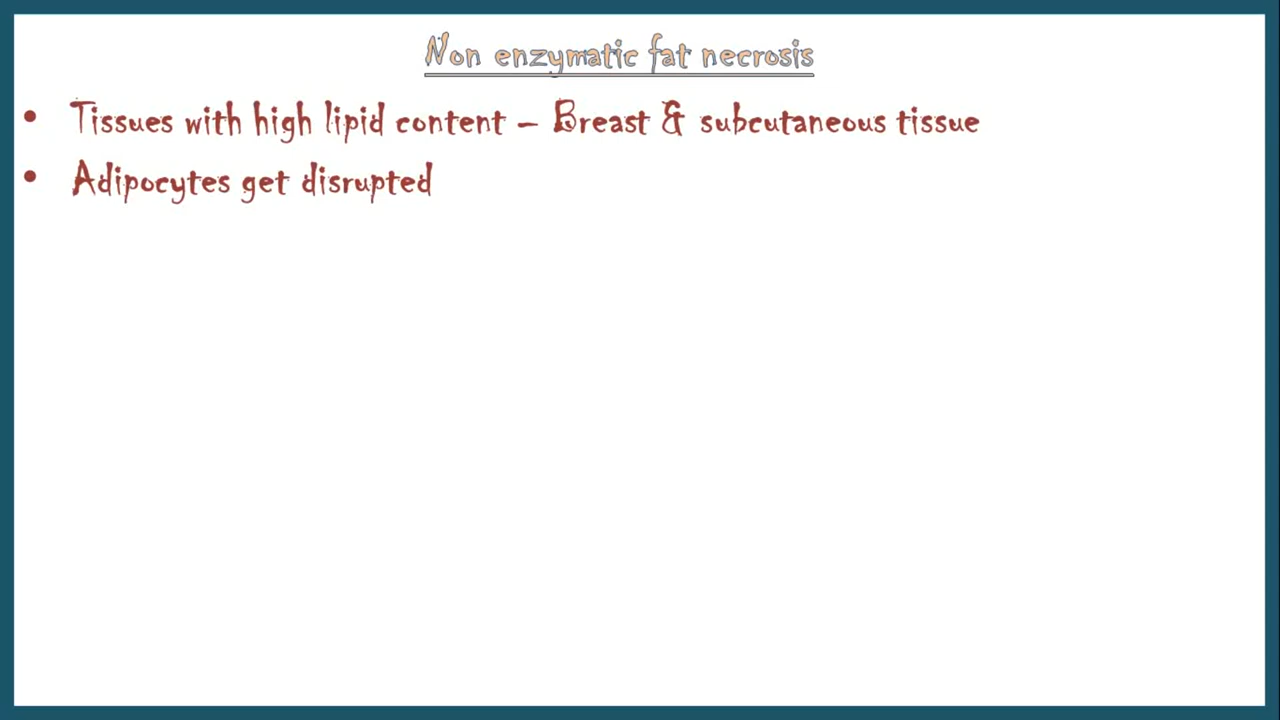 Non enzymatic fat necrosis
• Tissues with high lipid content – Breast & subcutaneous tissue
• Adipocytes get disrupted